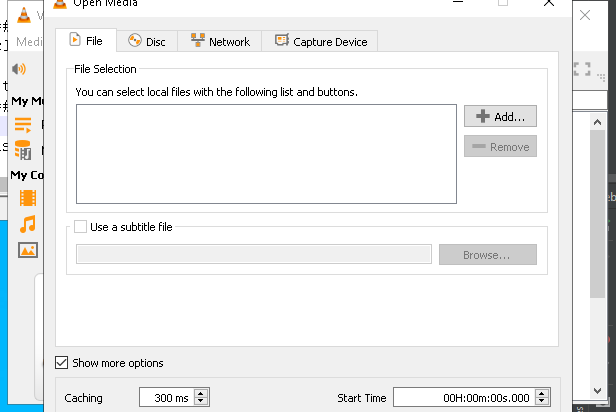 Open Media
Medi
File
Disc
Network
Capture Device
File Selection
You can select local files with the following list and buttons.
Add...
Remove
My Mu
My Co
Use a subtitle file
Browse...
Show more options
Caching
300 ms
Start Time
00H:00m:00s.000